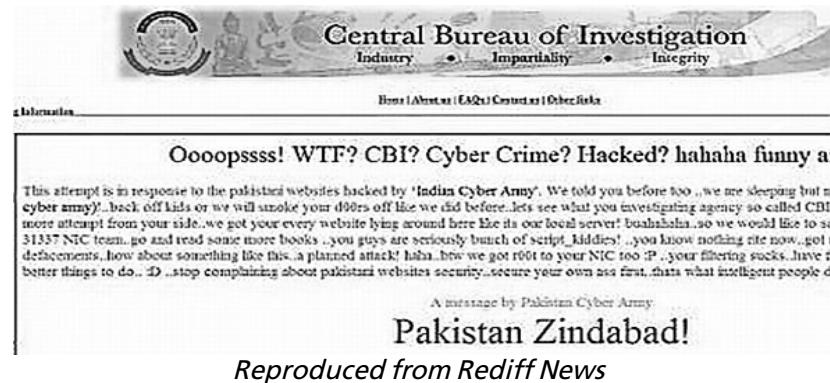 Central Bureau of Investigation
Industry • Impartiality • Integrity
Home | About us | FAQs | Contact us | Other links
g Information
Oooopssss! WTF? CBI? Cyber Crime? Hacked? hahaha funny a
This attempt is in response to the pakistani websites hacked by 'Indian Cyber Army'. We told you before too ..we are sleeping but n
cyber army)!..back off kids or we will smoke your d00rs off like we did before..lets see what you investigating agency so called CBI
more attempt from your side..we got your every website lying around here like its our local server! buahahaha..so we would like to sa
31337 NIC team..go and read some more books ..you guys are seriously bunch of script_kiddies! ..you know nothing rite now..got
defacements..how about something like this..a planned attack! haha..btw we got r00t to your NIC too :P ..your filtering sucks..have
better things to do.. :D ..stop complaining about pakistani websites security..secure your own ass first..thats what intelligent people d
A message by Pakistan Cyber Army
Pakistan Zindabad!
Reproduced from Rediff News